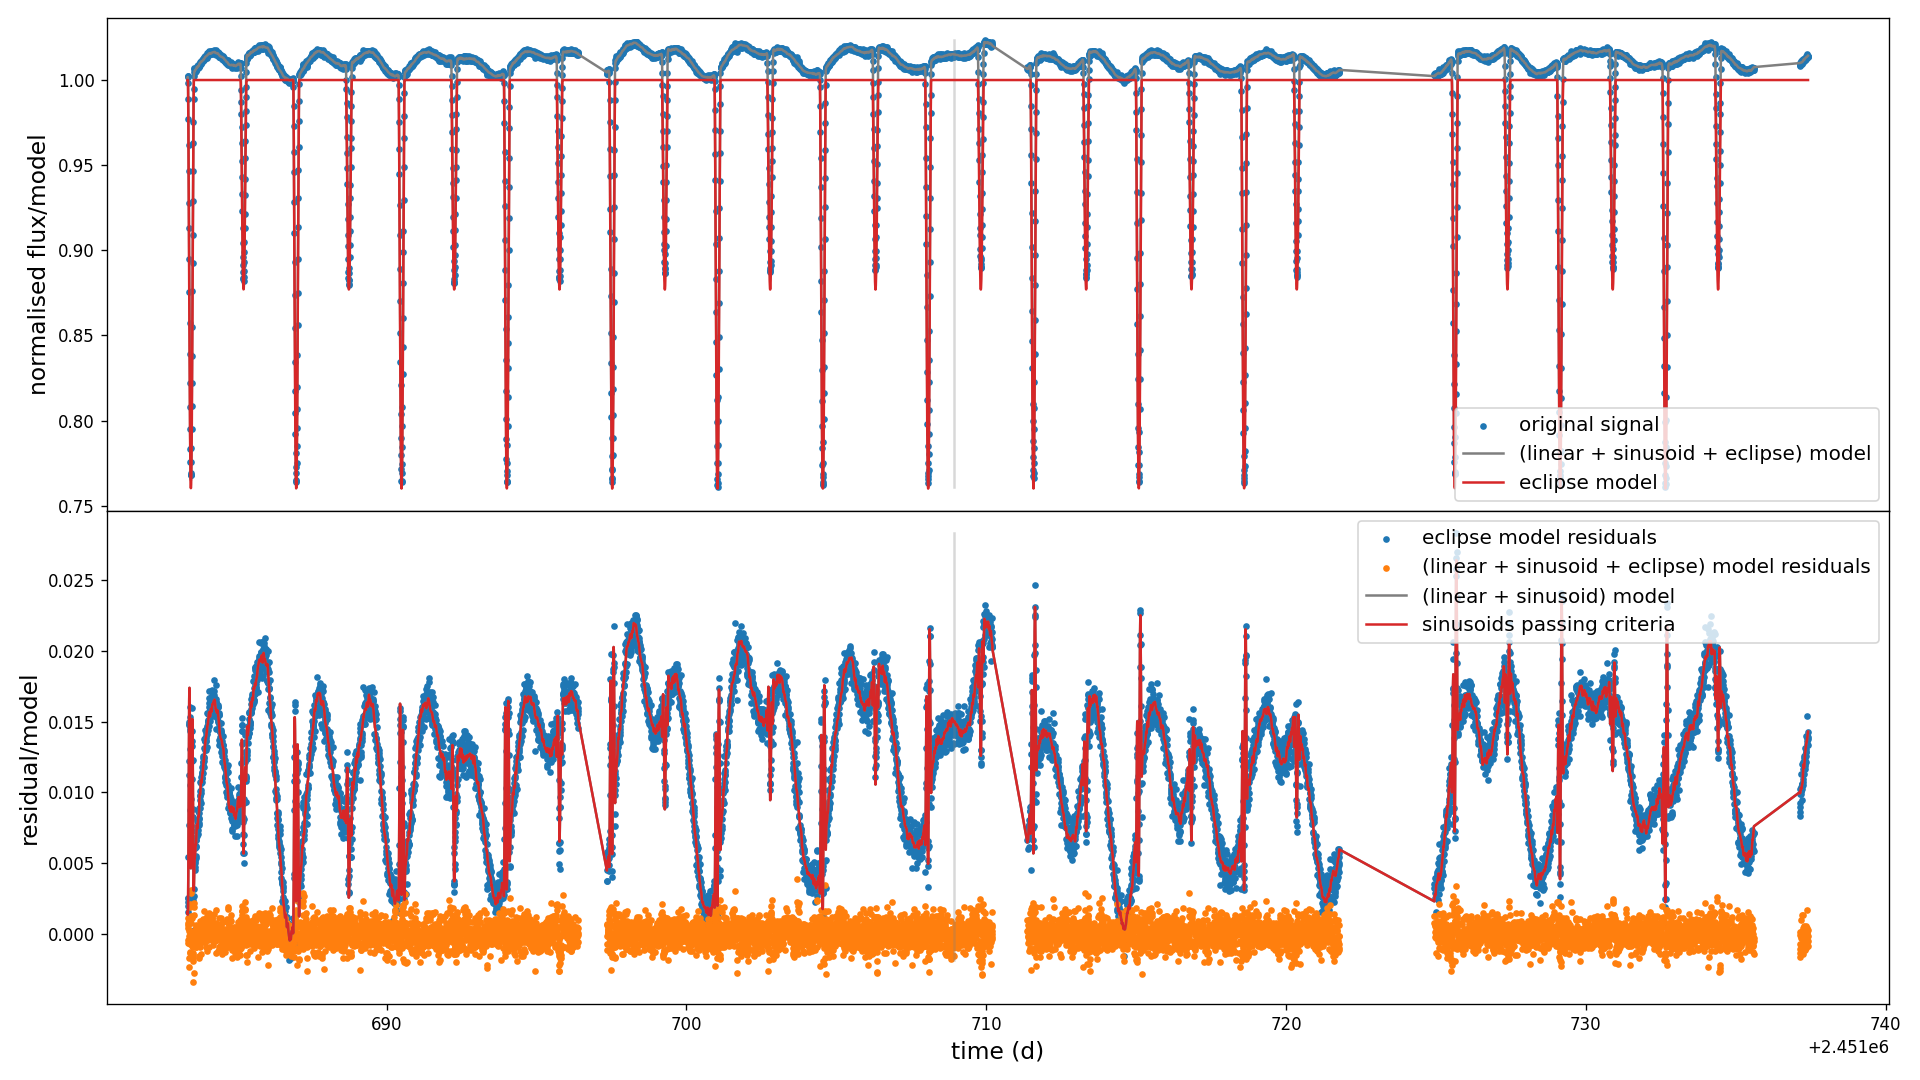 normalised flux/model
1.00
0.95
0.90
0.85
0.80
0.75
original signal
(linear + sinusoid + eclipse) model
eclipse model
residual/model
0.025
0.020
0.015
0.010
0.005
0.000
eclipse model residuals
(linear + sinusoid + eclipse) model residuals
(linear + sinusoid) model
sinusoids passing criteria
690
700
710
720
730
740
time (d)
+2.451e6